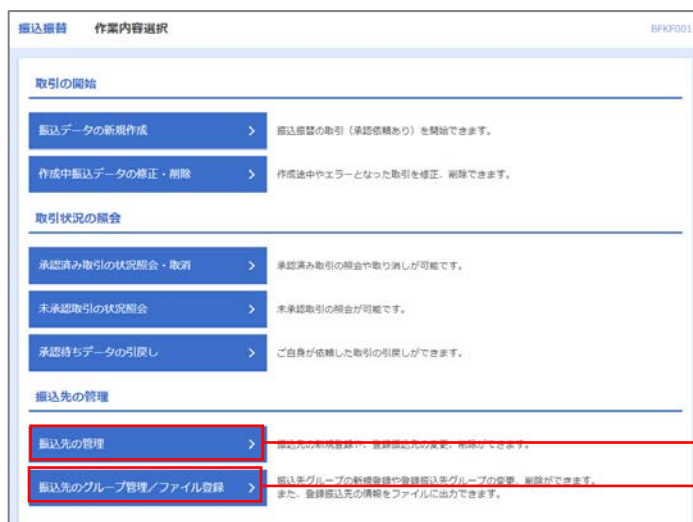 振込振替 作業内容選択 BFKF001
取引の開始
振込データの新規作成 振込振替の取引（承認依頼あり）を開始できます。
作成中振込データの修正・削除 作成途中やエラーとなった取引を修正、削除できます。
取引状況の照会
承認済み取引の状況照会・取消 承認済み取引の照会や取り消しが可能です。
未承認取引の状況照会 未承認取引の照会が可能です。
承認待ちデータの引戻し ご自身が依頼した取引の引戻しができます。
振込先の管理
振込先の管理 振込先の新規登録や、登録振込先の変更、削除ができます。
振込先のグループ管理／ファイル登録 振込先グループの新規登録や登録振込先グループの変更、削除ができます。
また、登録振込先の情報をファイルに出力できます。